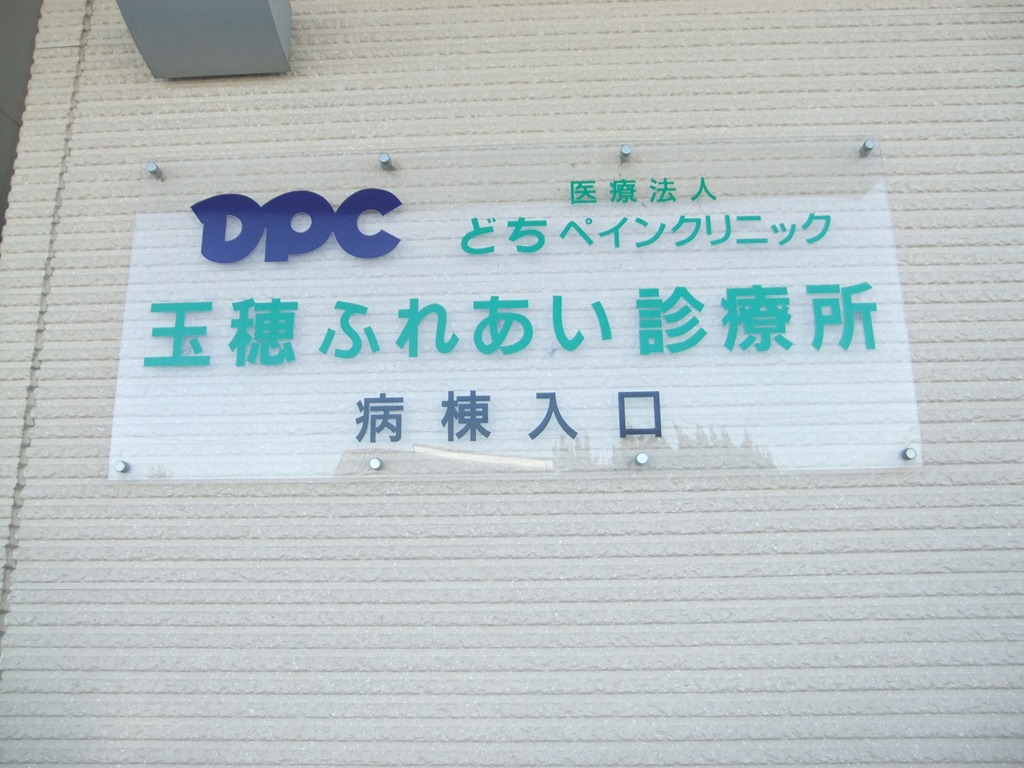 DPC
医療法人
どちペインクリニック
玉穂ふれあい診療所
病棟入口